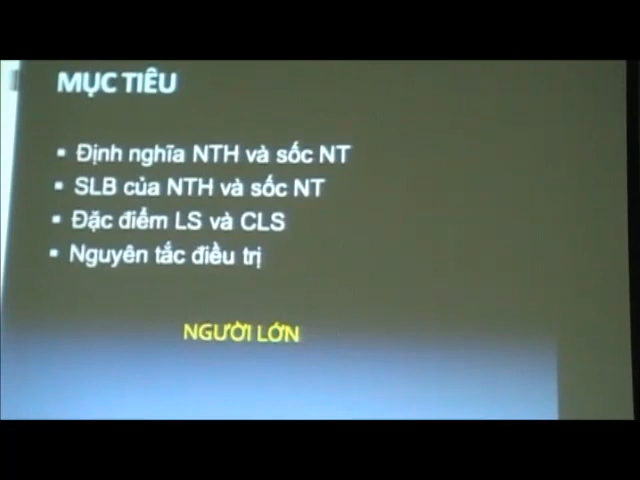 MỤC TIÊU
▪ Định nghĩa NTH và sốc NT
▪ SLB của NTH và sốc NT
▪ Đặc điểm LS và CLS
▪ Nguyên tắc điều trị
NGƯỜI LỚN